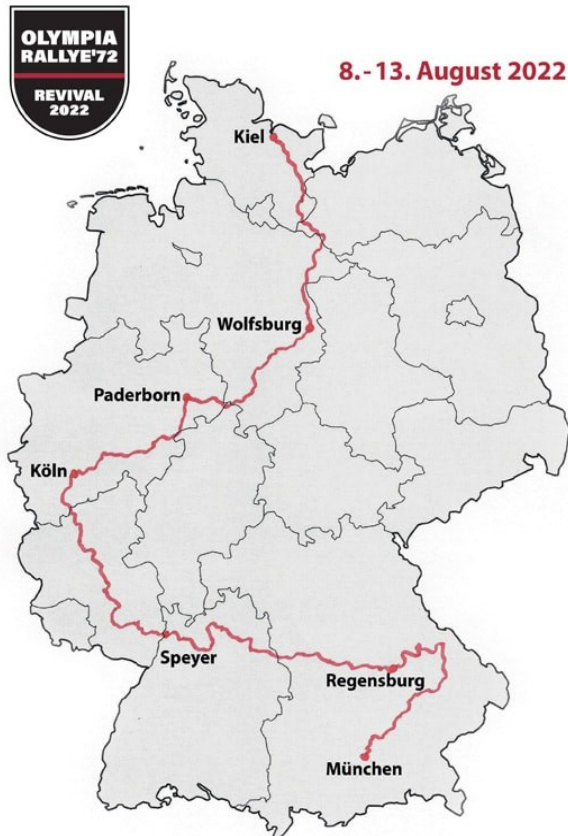 OLYMPIA
RALLYE'72
REVIVAL
2022
8.-13. August 2022
Kiel
Wolfsburg
Paderborn
Köln
Speyer
Regensburg
München